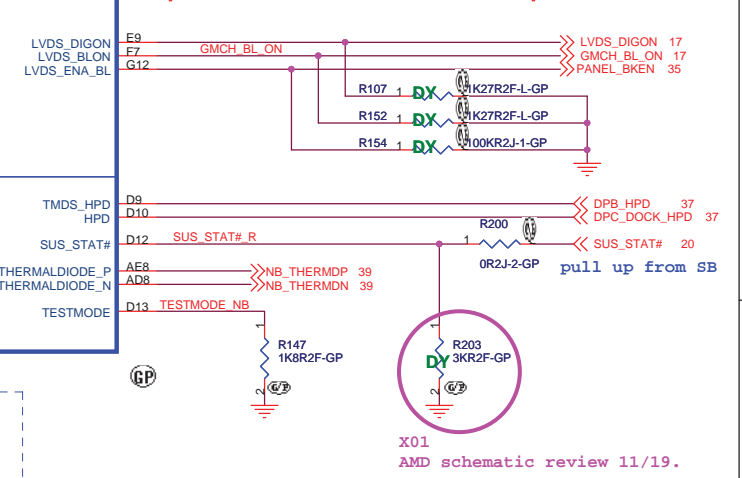 LVDS_DIGON E9 LVDS_DIGON 17
LVDS_BLON F7 GMCH_BL_ON GMCH_BL_ON 17
LVDS_ENA_BL G12 PANEL_BKEN 35
R107 1 DY 1K27R2F-L-GP
R152 1 DY 1K27R2F-L-GP
R154 1 DY 100KR2J-1-GP
TMDS_HPD D9 DPB_HPD 37
HPD D10 DPC_DOCK_HPD 37
R200
SUS_STAT# D12 SUS_STAT#_R 1 SUS_STAT# 20
0R2J-2-GP pull up from SB
THERMALDIODE_P AE8 NB_THERMDP 39
THERMALDIODE_N AD8 NB_THERMDN 39
TESTMODE D13 TESTMODE_NB
1 1
R147 R203
1K8R2F-GP DY 3KR2F-GP
GP
2 G/P 2 G/P
X01
AMD schematic review 11/19.